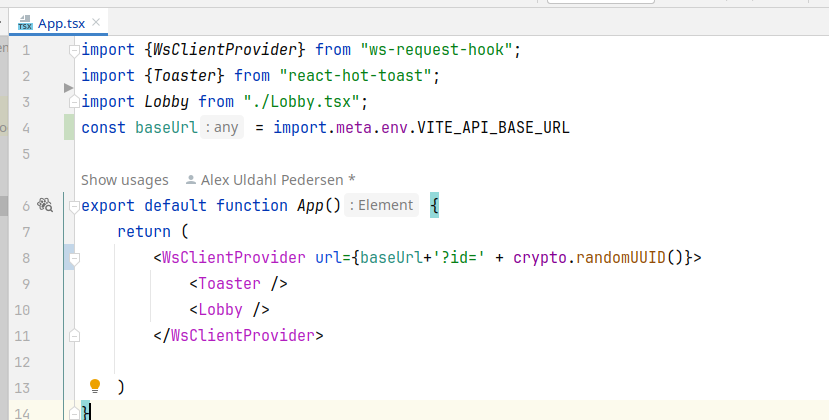 App.tsx
1 import {WsClientProvider} from "ws-request-hook";
2 import {Toaster} from "react-hot-toast";
3 import Lobby from "./Lobby.tsx";
4 const baseUrl : any = import.meta.env.VITE_API_BASE_URL
5
Show usages Alex Uldahl Pedersen *
6 export default function App() : Element {
7 return (
8 <WsClientProvider url={baseUrl+'?id=' + crypto.randomUUID()}>
9 <Toaster />
10 <Lobby />
11 </WsClientProvider>
12
13 )
14 }